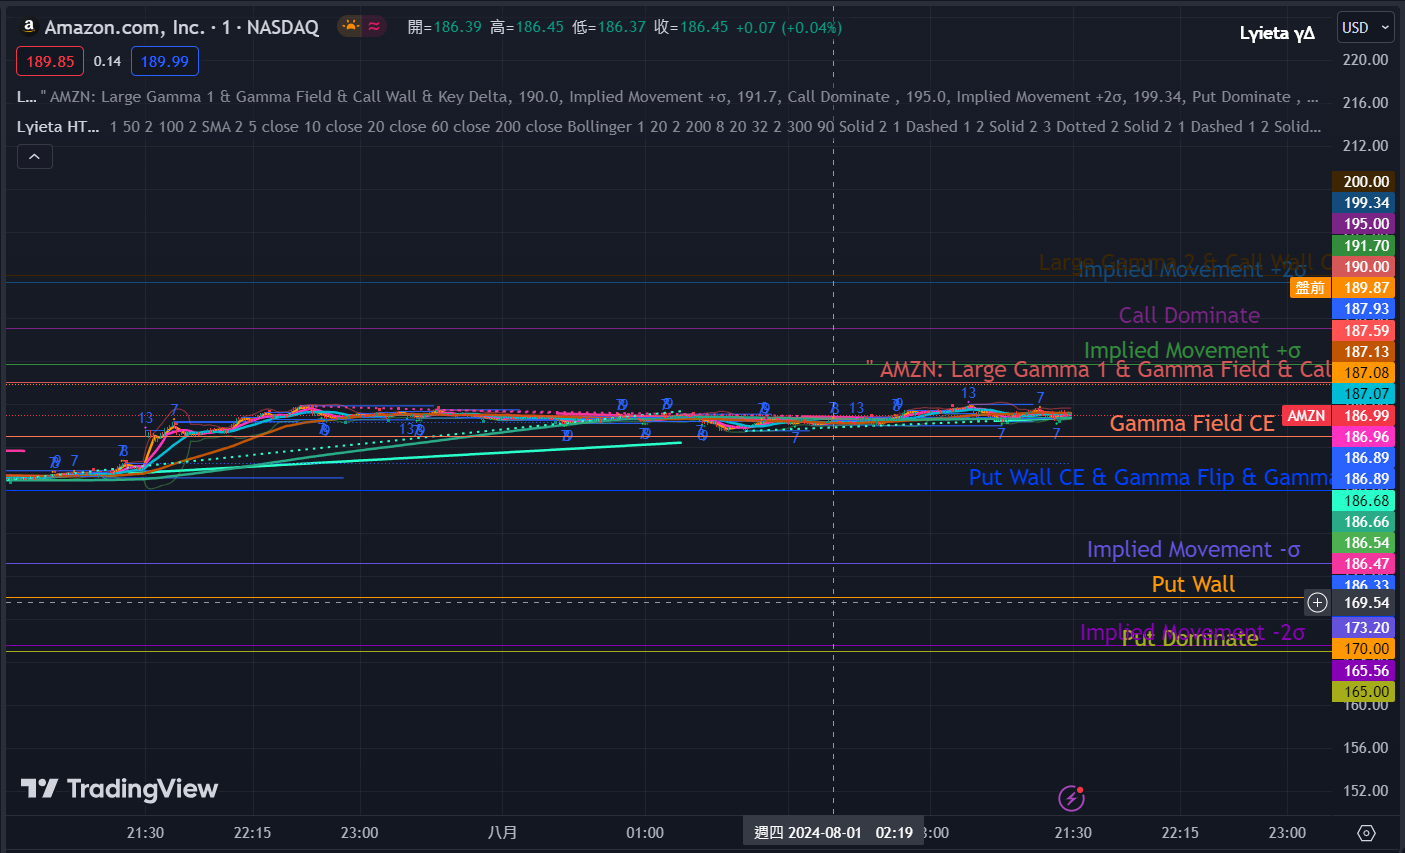 Amazon.com, Inc. · 1 · NASDAQ 開=186.39 高=186.45 低=186.37 收=186.45 +0.07 (+0.04%)
Lyieta γΔ
USD
189.85 0.14 189.99
L... " AMZN: Large Gamma 1 & Gamma Field & Call Wall & Key Delta, 190.0, Implied Movement +σ, 191.7, Call Dominate , 195.0, Implied Movement +2σ, 199.34, Put Dominate , ...
Lyieta HT... 1 50 2 100 2 SMA 2 5 close 10 close 20 close 60 close 200 close Bollinger 1 20 2 200 8 20 32 2 300 90 Solid 2 1 Dashed 1 2 Solid 2 3 Dotted 2 Solid 2 1 Dashed 1 2 Solid...
220.00
216.00
212.00
200.00
199.34
195.00
191.70
190.00
盤前 189.87
187.93
187.59
187.13
187.08
187.07
AMZN 186.99
186.96
186.89
186.89
186.68
186.66
186.54
186.47
186.33
169.54
173.20
170.00
165.56
165.00
160.00
156.00
152.00
Large Gamma 2 & Call Wall C
Implied Movement +2σ
Call Dominate
Implied Movement +σ
" AMZN: Large Gamma 1 & Gamma Field & Cal
Gamma Field CE
Put Wall CE & Gamma Flip & Gamma
Implied Movement -σ
Put Wall
Implied Movement -2σ
Put Dominate
13 7
7
13
13
13
7
7
7
7
TradingView
21:30 22:15 23:00 八月 01:00 週四 2024-08-01 02:19 3:00 21:30 22:15 23:00